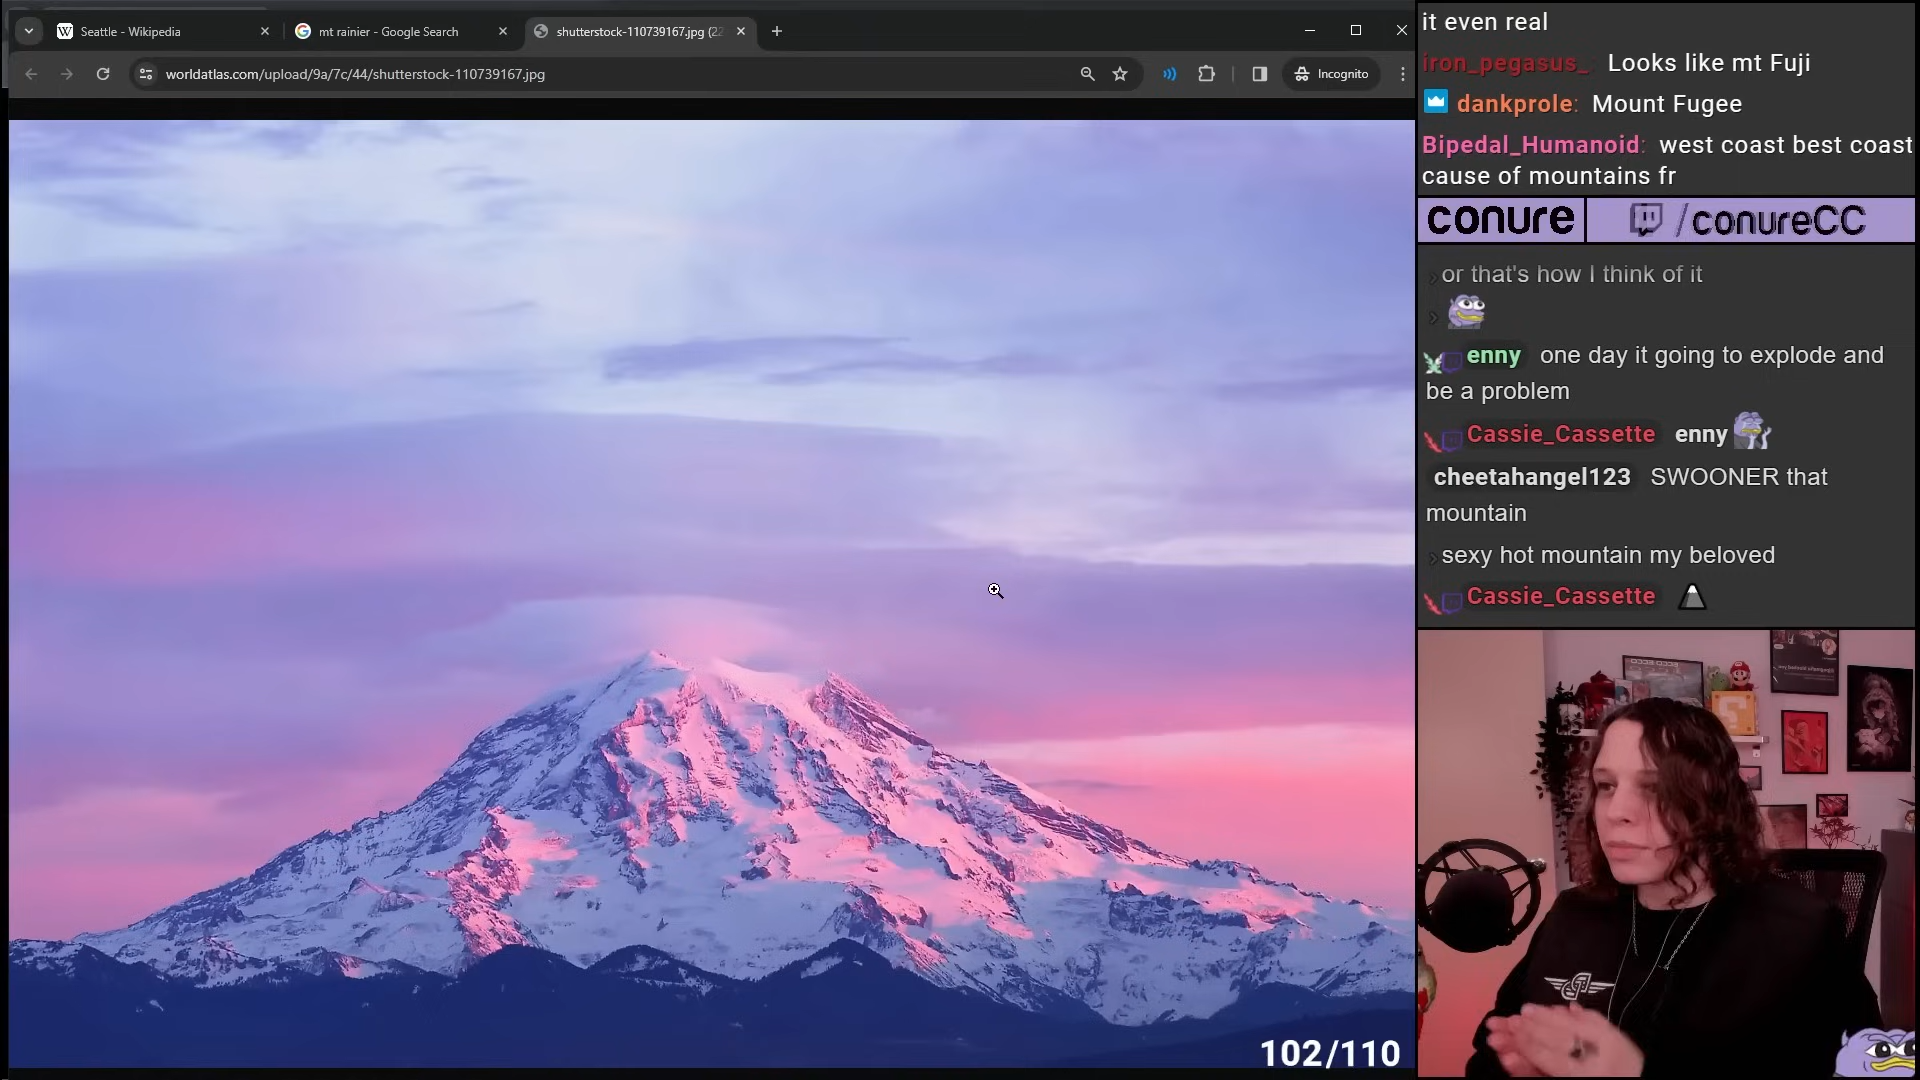 Seattle - Wikipedia
mt rainier - Google Search
shutterstock-110739167.jpg (22
worldatlas.com/upload/9a/7c/44/shutterstock-110739167.jpg
Incognito
it even real
iron_pegasus_: Looks like mt Fuji
dankprole: Mount Fugee
Bipedal_Humanoid: west coast best coast
cause of mountains fr
conure /conureCC
or that's how I think of it
enny one day it going to explode and
be a problem
Cassie_Cassette enny
cheetahangel123 SWOONER that
mountain
sexy hot mountain my beloved
Cassie_Cassette
102/110